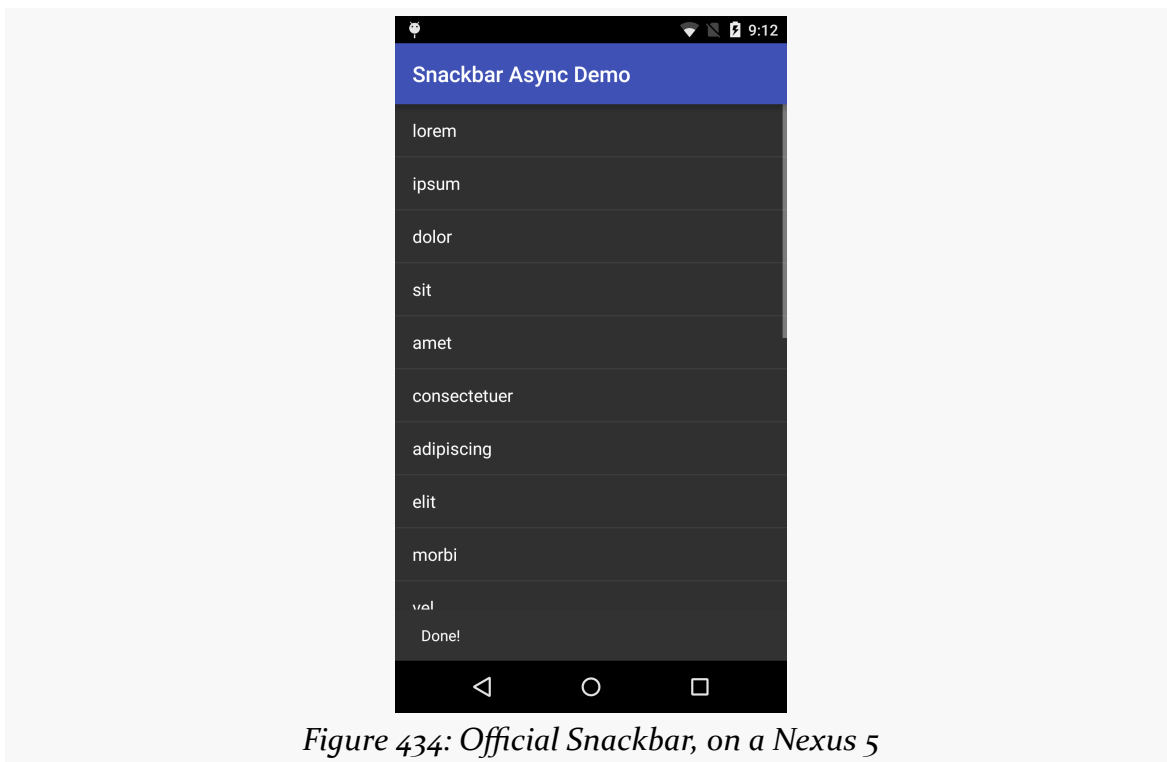 9:12
Snackbar Async Demo
lorem
ipsum
dolor
sit
amet
consectetuer
adipiscing
elit
morbi
vel
Done!
Figure 434: Official Snackbar, on a Nexus 5